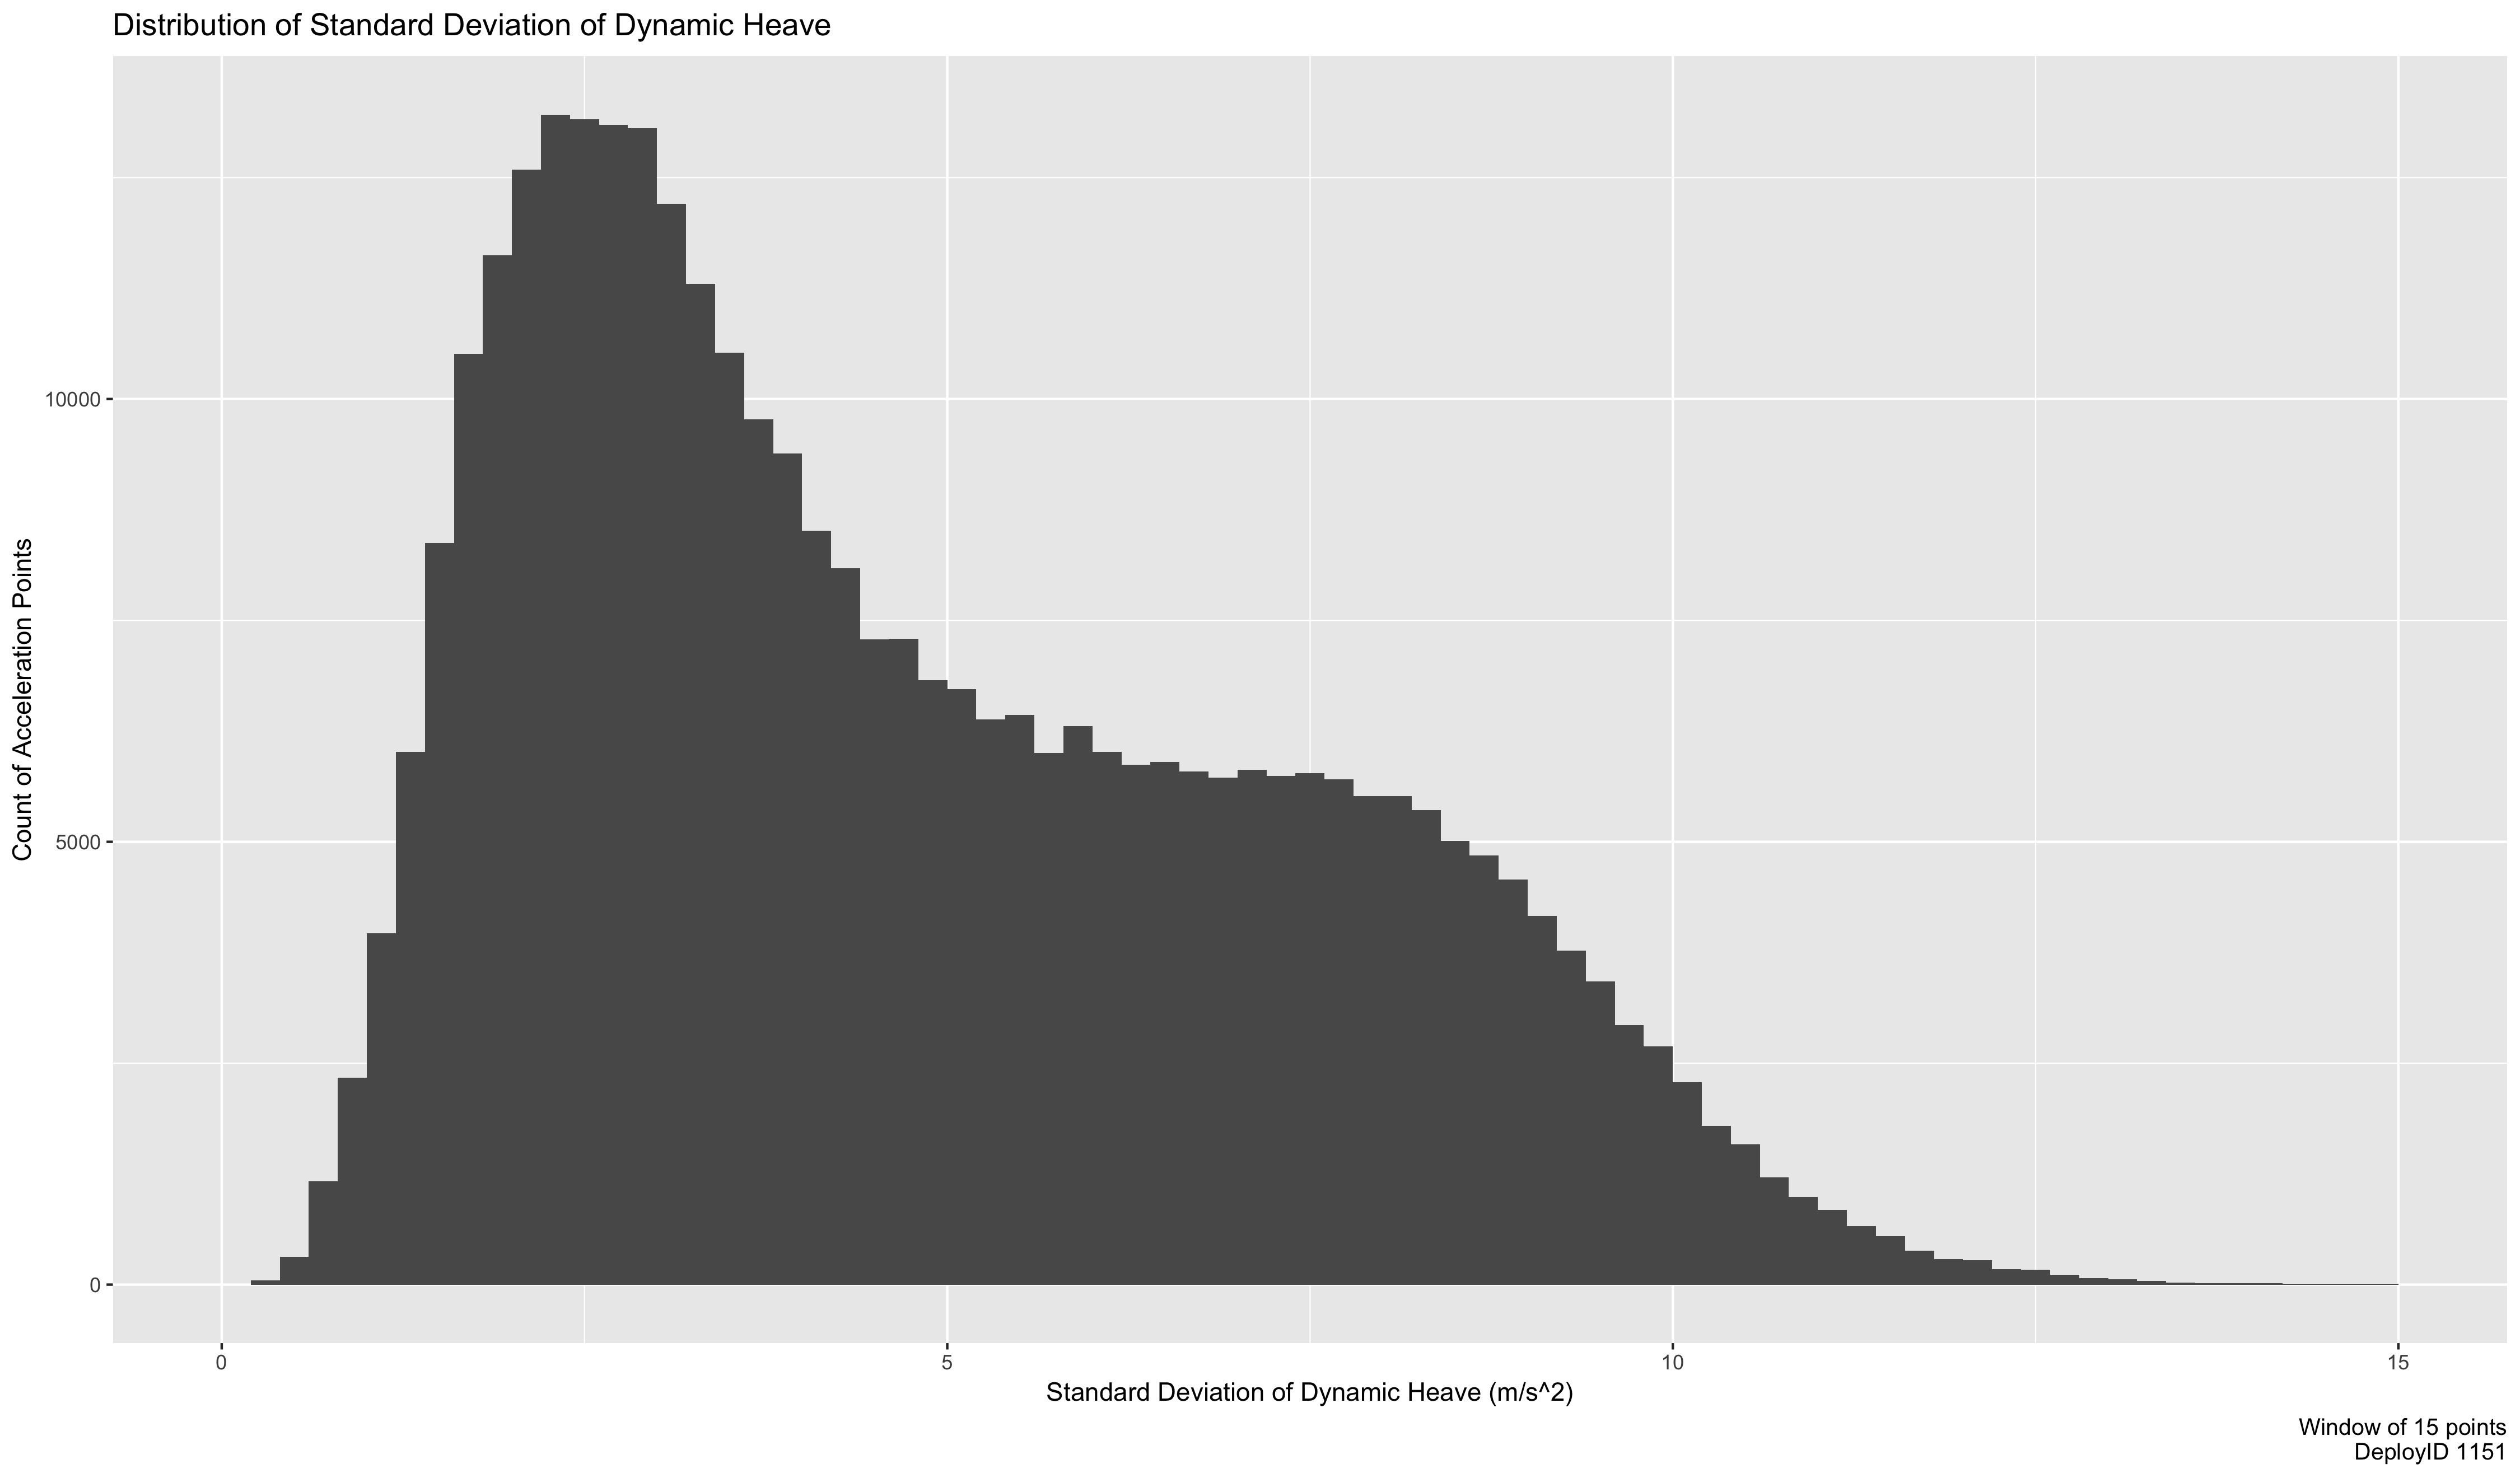 Distribution of Standard Deviation of Dynamic Heave
Count of Acceleration Points
10000
5000
0
0
5
10
15
Standard Deviation of Dynamic Heave (m/s^2)
Window of 15 points
DeployID 1151